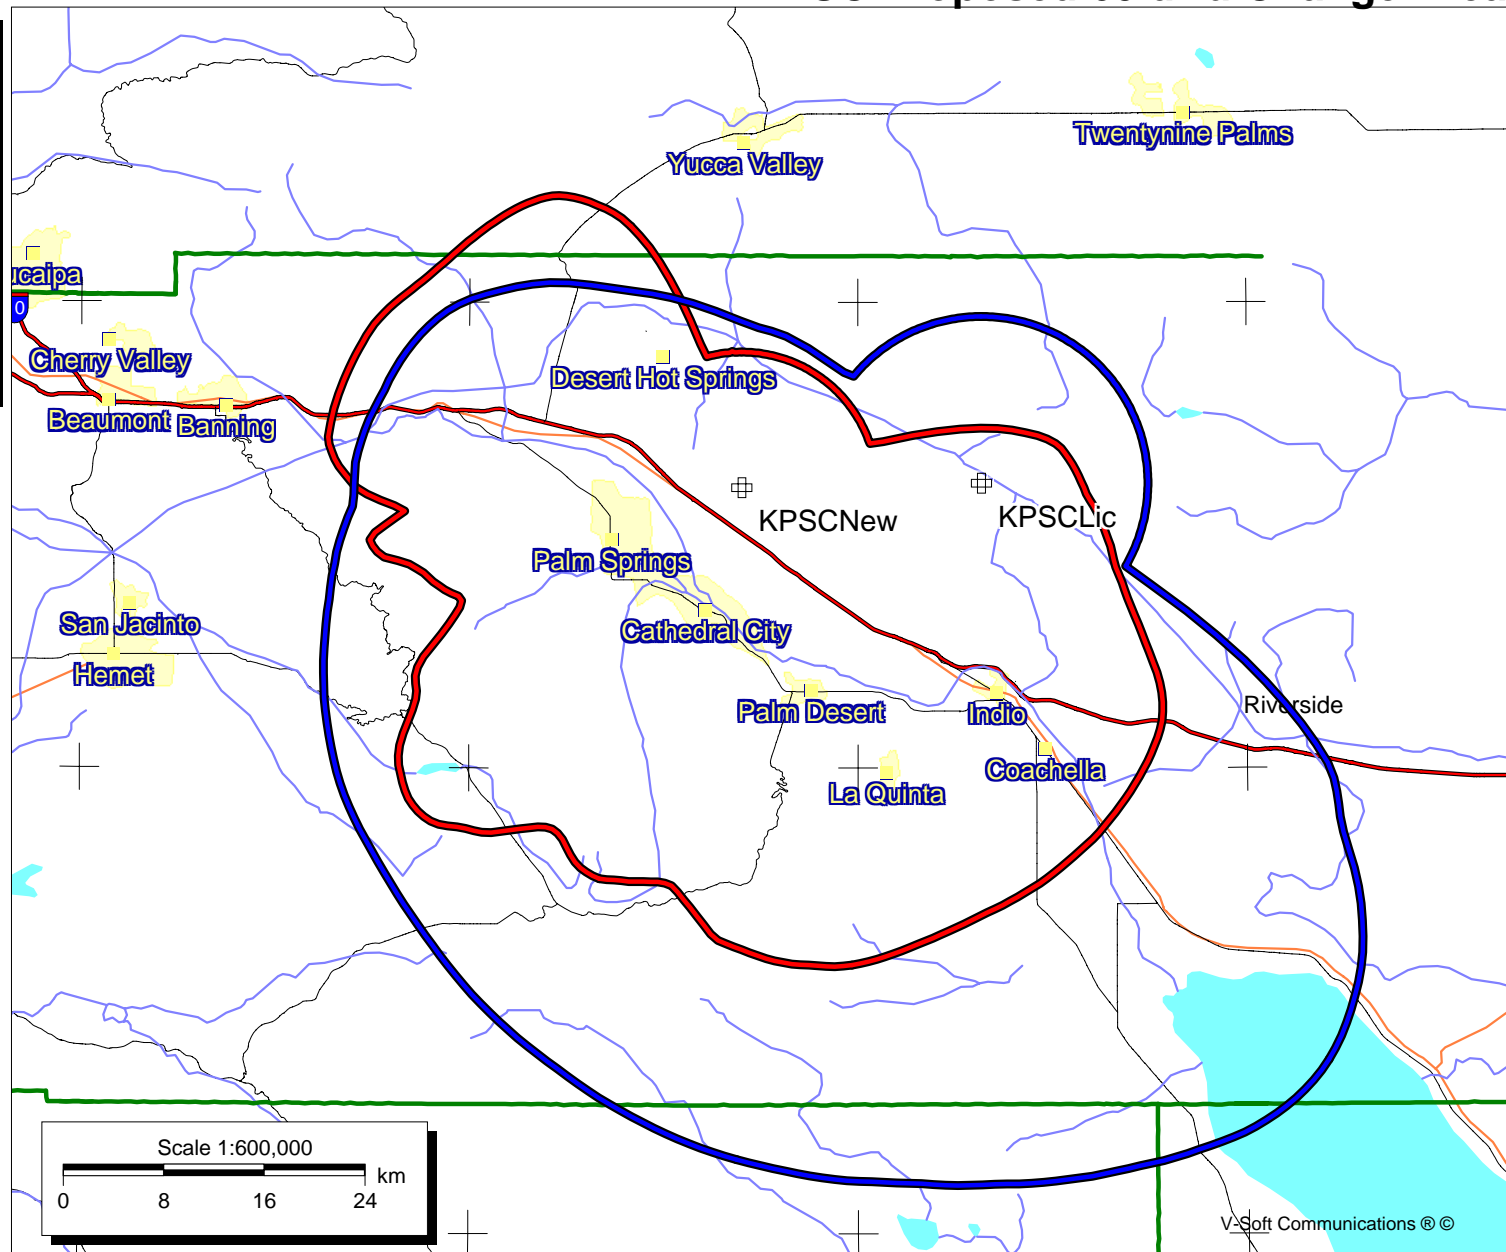 Twentynine Palms
Yucca Valley
ucaipa
0
Cherry Valley
Desert Hot Springs
Beaumont
Banning
KPSCNew
KPSCLic
Palm Springs
San Jacinto
Cathedral City
Hemet
Palm Desert
Indio
Riverside
Coachella
La Quinta
Scale 1:600,000
km
0 8 16 24
V-Soft Communications ® ©